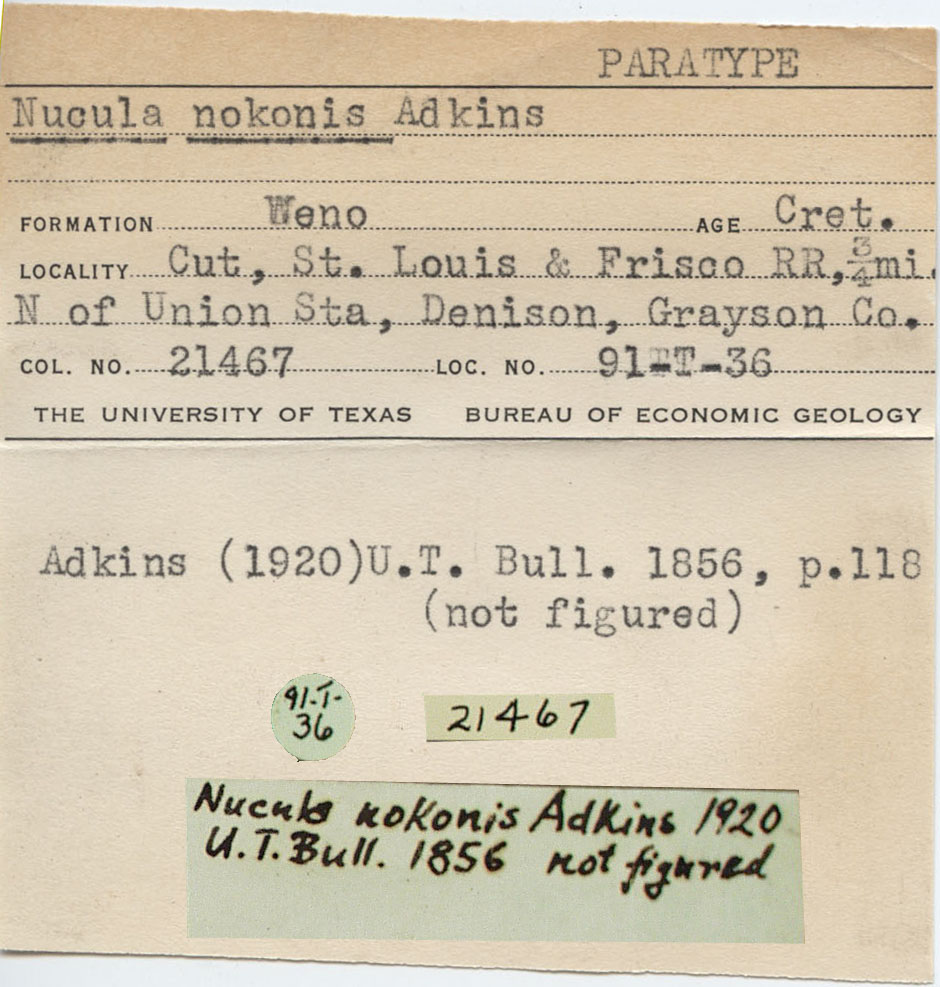 PARATYPE
Nucula nokonis Adkins
FORMATION Weno AGE Cret.
LOCALITY Cut, St. Louis & Frisco RR, 3/4 mi.
N of Union Sta, Denison, Grayson Co.
COL. NO. 21467 LOC. NO. 91-T-36
THE UNIVERSITY OF TEXAS BUREAU OF ECONOMIC GEOLOGY
Adkins (1920)U.T. Bull. 1856, p.118
(not figured)
91-T-
36
21467
Nucula nokonis Adkins 1920
U.T. Bull. 1856 not figured